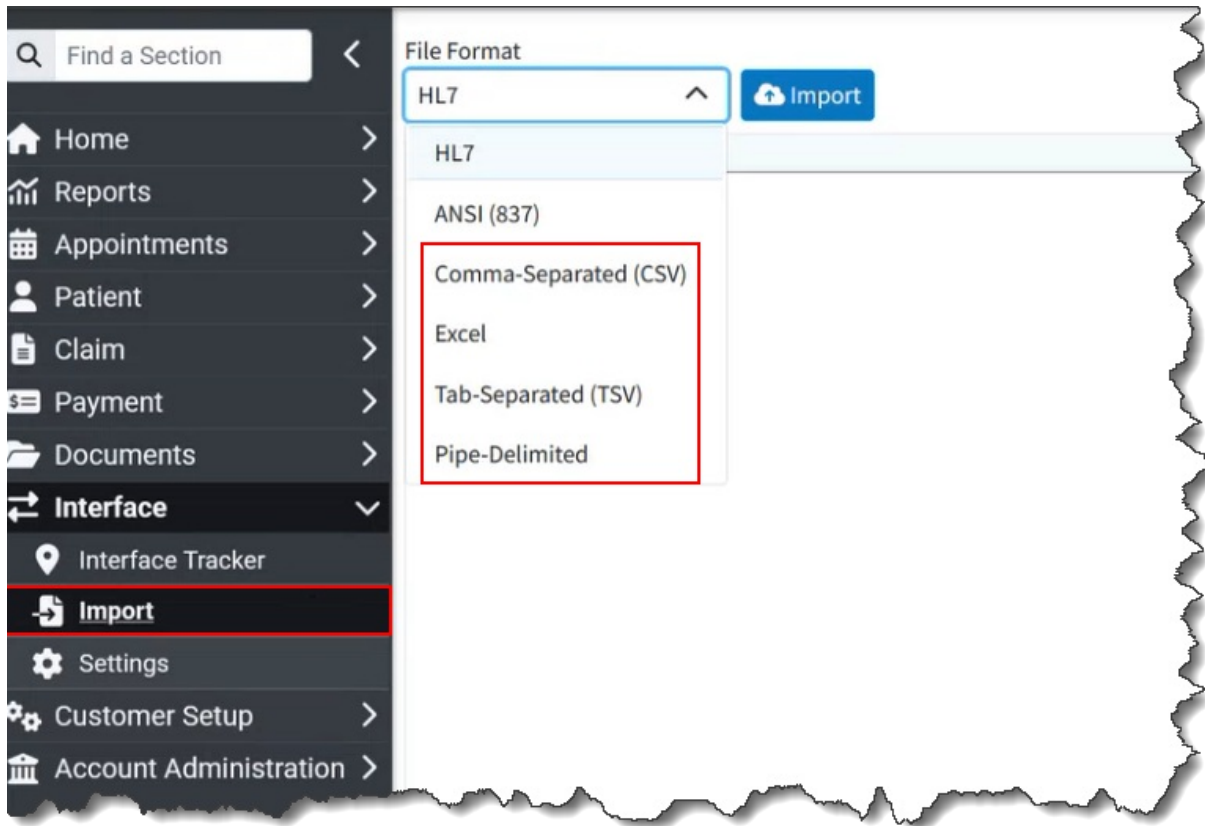 Find a Section
Home
Reports
Appointments
Patient
Claim
Payment
Documents
Interface
Interface Tracker
Import
Settings
Customer Setup
Account Administration
File Format
HL7
Import
HL7
ANSI (837)
Comma-Separated (CSV)
Excel
Tab-Separated (TSV)
Pipe-Delimited